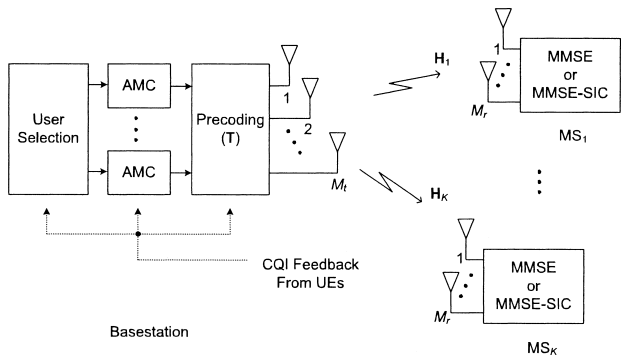 User
Selection
AMC
AMC
Precoding
(T)
1
2
Mt
H1
HK
1
Mr
MMSE
or
MMSE-SIC
MS1
1
Mr
MMSE
or
MMSE-SIC
MSK
CQI Feedback
From UEs
Basestation